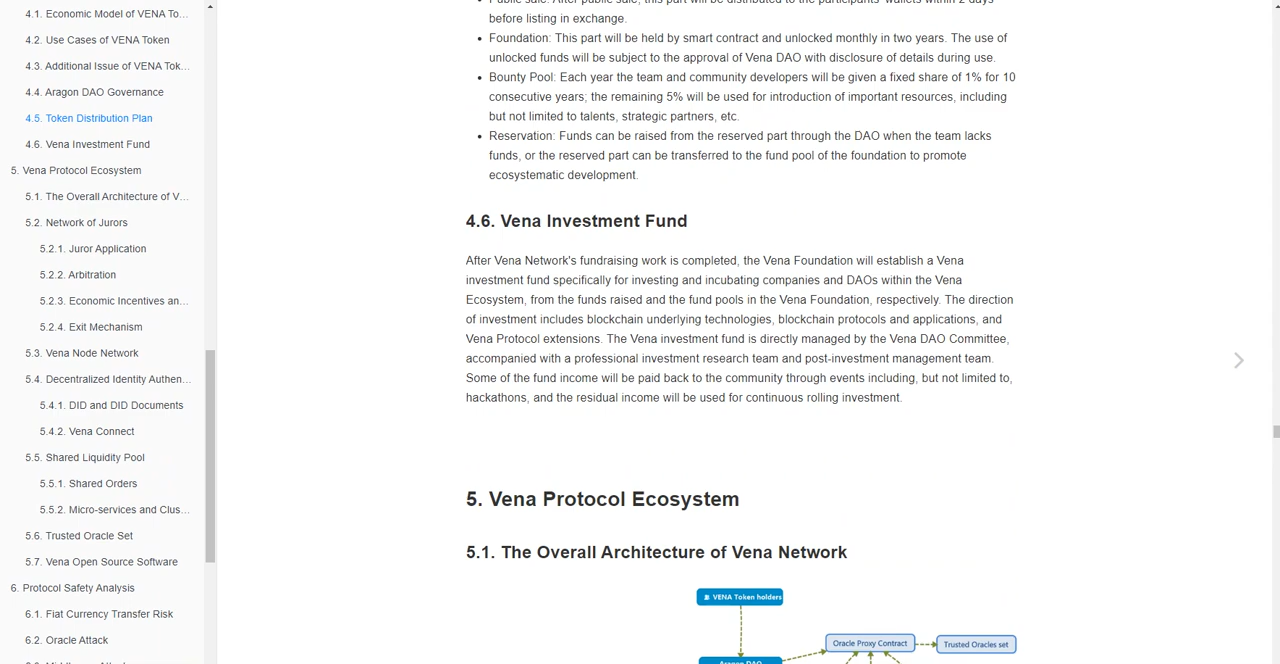 4.1. Economic Model of VENA To...
4.2. Use Cases of VENA Token
4.3. Additional Issue of VENA Tok...
4.4. Aragon DAO Governance
4.5. Token Distribution Plan
4.6. Vena Investment Fund
5. Vena Protocol Ecosystem
5.1. The Overall Architecture of V...
5.2. Network of Jurors
5.2.1. Juror Application
5.2.2. Arbitration
5.2.3. Economic Incentives an...
5.2.4. Exit Mechanism
5.3. Vena Node Network
5.4. Decentralized Identity Authen...
5.4.1. DID and DID Documents
5.4.2. Vena Connect
5.5. Shared Liquidity Pool
5.5.1. Shared Orders
5.5.2. Micro-services and Clus...
5.6. Trusted Oracle Set
5.7. Vena Open Source Software
6. Protocol Safety Analysis
6.1. Fiat Currency Transfer Risk
6.2. Oracle Attack
Public sale: After public sale, this part will be distributed to the participants' wallets within 2 days
before listing in exchange.
Foundation: This part will be held by smart contract and unlocked monthly in two years. The use of
unlocked funds will be subject to the approval of Vena DAO with disclosure of details during use.
Bounty Pool: Each year the team and community developers will be given a fixed share of 1% for 10
consecutive years; the remaining 5% will be used for introduction of important resources, including
but not limited to talents, strategic partners, etc.
Reservation: Funds can be raised from the reserved part through the DAO when the team lacks
funds, or the reserved part can be transferred to the fund pool of the foundation to promote
ecosystematic development.
4.6. Vena Investment Fund
After Vena Network's fundraising work is completed, the Vena Foundation will establish a Vena
investment fund specifically for investing and incubating companies and DAOs within the Vena
Ecosystem, from the funds raised and the fund pools in the Vena Foundation, respectively. The direction
of investment includes blockchain underlying technologies, blockchain protocols and applications, and
Vena Protocol extensions. The Vena investment fund is directly managed by the Vena DAO Committee,
accompanied with a professional investment research team and post-investment management team.
Some of the fund income will be paid back to the community through events including, but not limited to,
hackathons, and the residual income will be used for continuous rolling investment.
5. Vena Protocol Ecosystem
5.1. The Overall Architecture of Vena Network
VENA Token holders
Oracle Proxy Contract
Trusted Oracles set
Aragon DAO